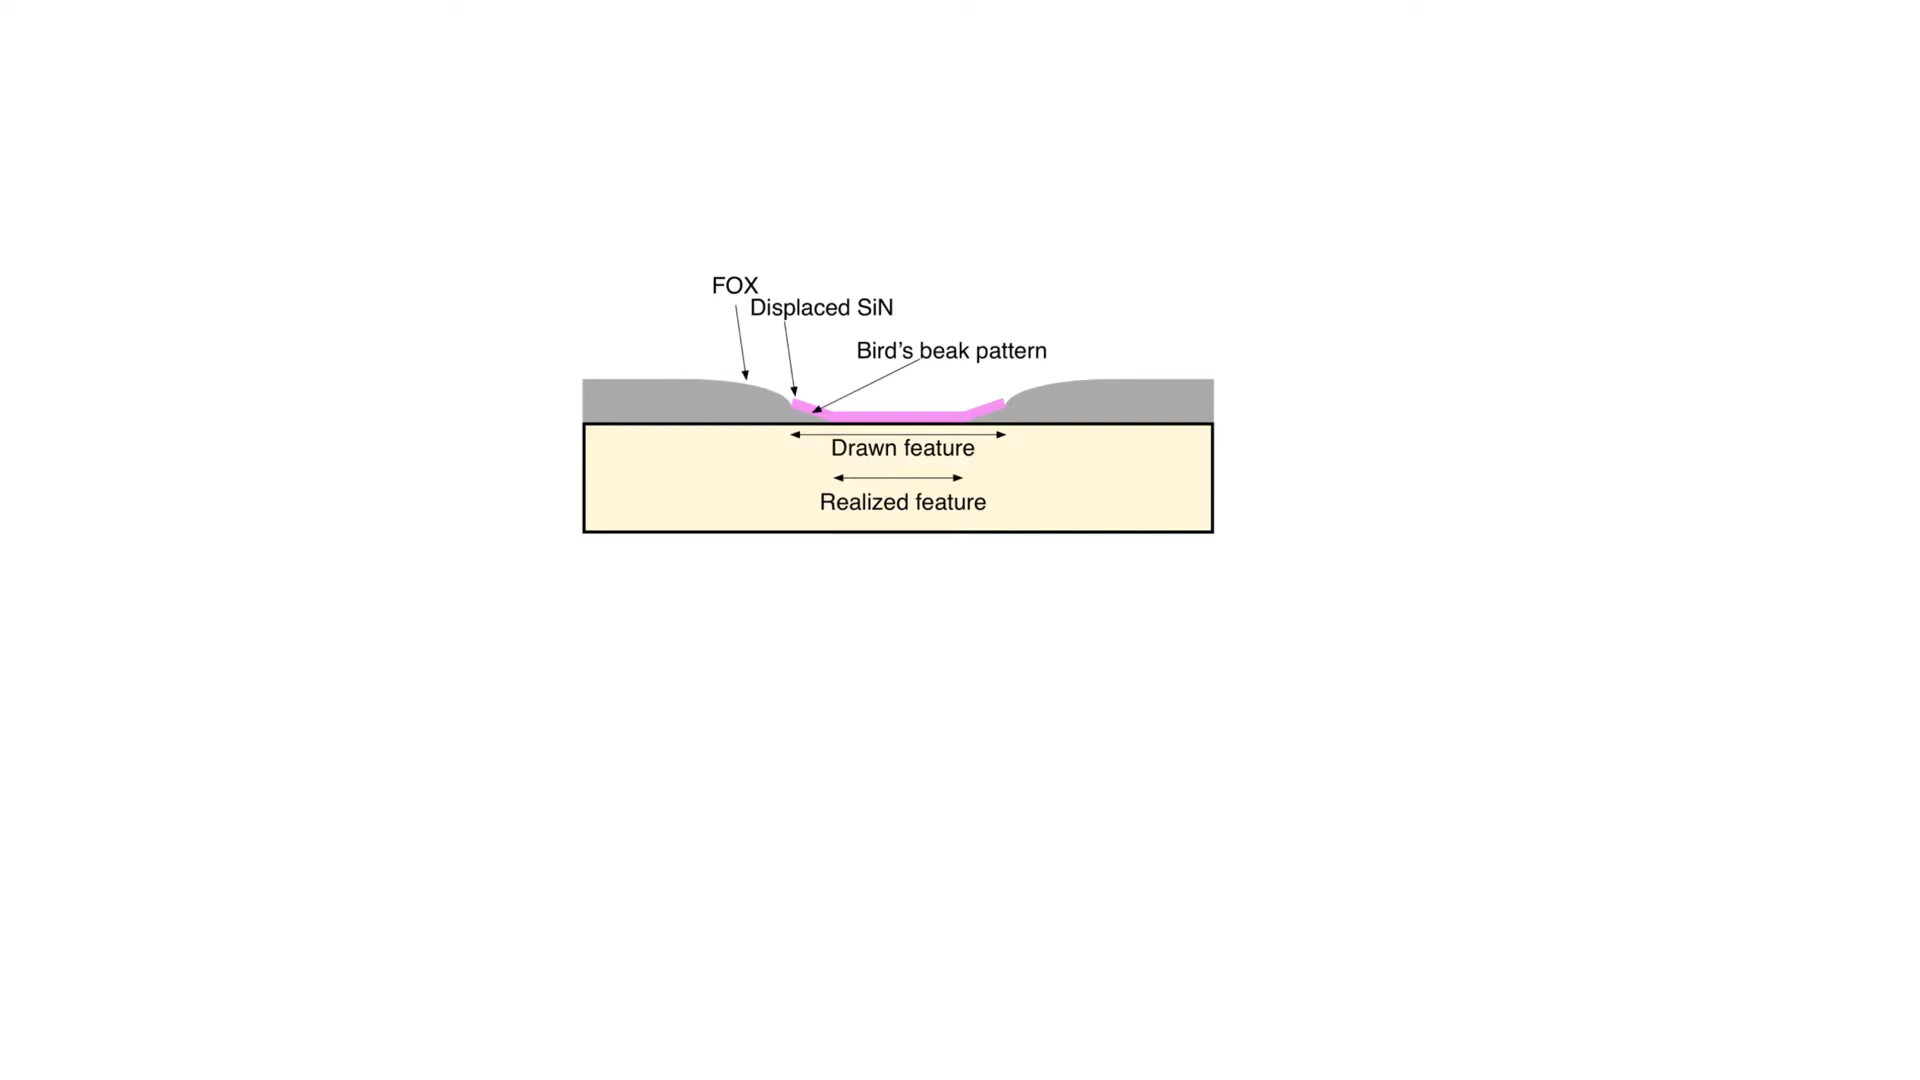 FOX
Displaced SiN
Bird's beak pattern
Drawn feature
Realized feature